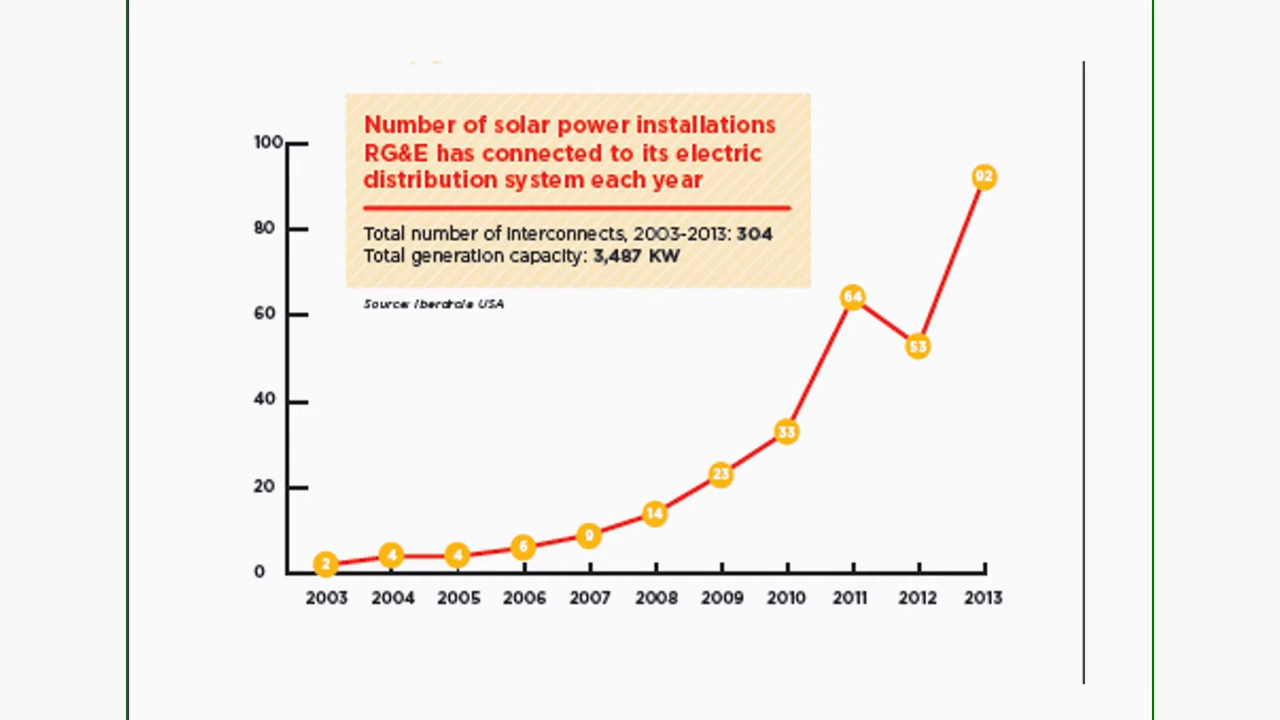 Number of solar power installations
RG&E has connected to its electric
distribution system each year
Total number of interconnects, 2003-2013: 304
Total generation capacity: 3,487 KW
Source: Iberdrola USA
100
80
60
40
20
0
2
4
4
6
9
14
23
33
64
53
92
2003 2004 2005 2006 2007 2008 2009 2010 2011 2012 2013